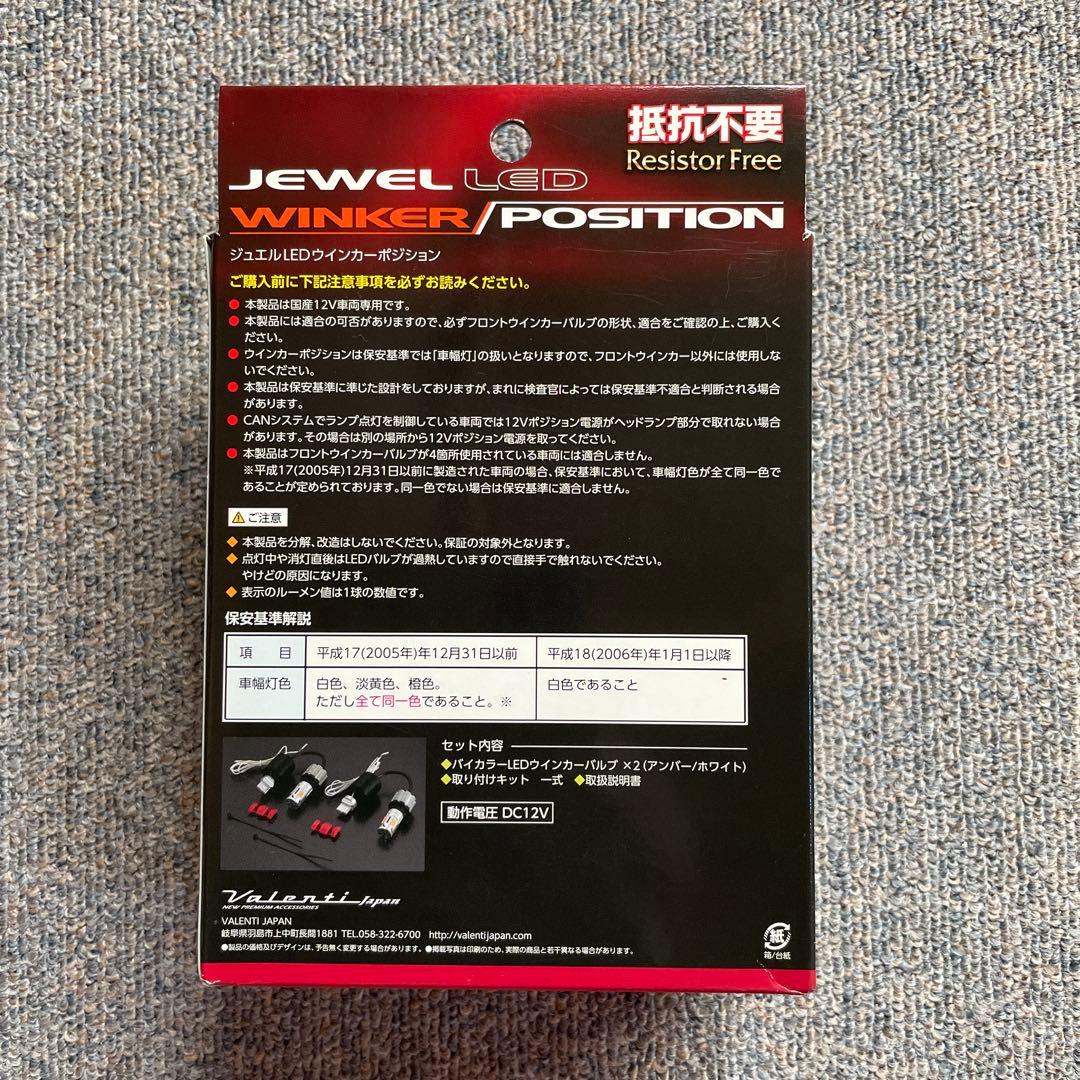 抵抗不要
Resistor Free
JEWEL LED
WINKER/POSITION
ジュエルLEDウインカーポジション
ご購入前に下記注意事項を必ずお読みください。
● 本製品は国産12V車両専用です。
● 本製品には適合の可否がありますので、必ずフロントウインカーバルブの形状、適合をご確認の上、ご購入く
ださい。
● ウインカーポジションは保安基準では「車幅灯」の扱いとなりますので、フロントウインカー以外には使用しな
いでください。
● 本製品は保安基準に準じた設計をしておりますが、まれに検査官によっては保安基準不適合と判断される場合
があります。
● CANシステムでランプ点灯を制御している車両では12Vポジション電源がヘッドランプ部分で取れない場合
があります。その場合は別の場所から12Vポジション電源を取ってください。
● 本製品はフロントウインカーバルブが4箇所使用されている車両には適合しません。
※平成17(2005年)12月31日以前に製造された車両の場合、保安基準において、車幅灯色が全て同一色で
あることが定められております。同一色でない場合は保安基準に適合しません。
⚠ ご注意
◆ 本製品を分解、改造はしないでください。保証の対象外となります。
◆ 点灯中や消灯直後はLEDバルブが過熱していますので直接手で触れないでください。
やけどの原因になります。
◆ 表示のルーメン値は1球の数値です。
保安基準解説
項 目 平成17(2005年)年12月31日以前 平成18(2006年)年1月1日以降
車幅灯色 白色、淡黄色、橙色。 白色であること
ただし全て同一色であること。※
セット内容
◆バイカラーLEDウインカーバルブ ×2(アンバー/ホワイト)
◆取り付けキット 一式 ◆取扱説明書
動作電圧 DC12V
Valenti Japan
NEW PREMIUM ACCESSORIES
VALENTI JAPAN
岐阜県羽島市上中町長間1881 TEL.058-322-6700 http://valentijapan.com
●製品の価格及びデザインは、予告無く変更する場合があります。 ●掲載写真は印刷のため、実際の商品と若干異なる場合があります。
紙
箱/台紙